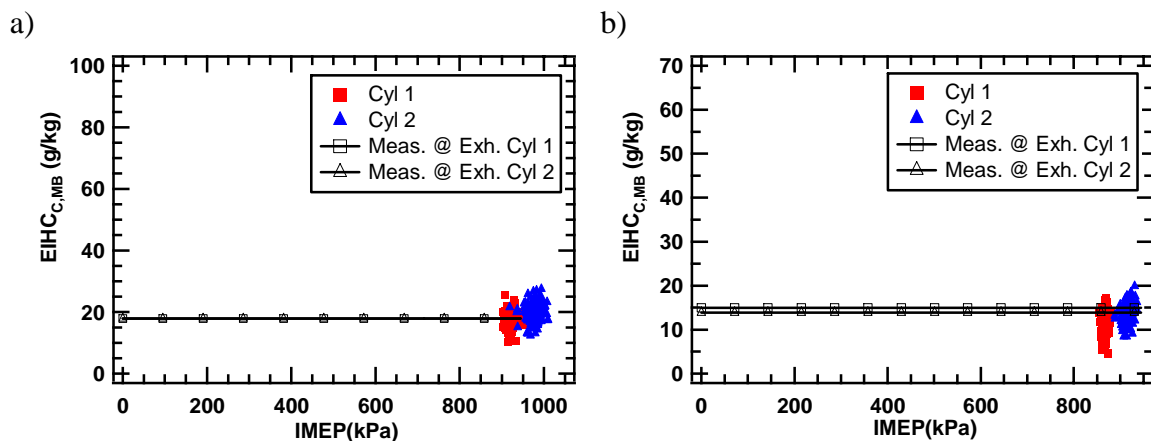 a)
100
80
60
40
20
0
EIHC_C,MB (g/kg)
Cyl 1
Cyl 2
Meas. @ Exh. Cyl 1
Meas. @ Exh. Cyl 2
0 200 400 600 800 1000
IMEP(kPa)
b)
70
60
50
40
30
20
10
0
EIHC_C,MB (g/kg)
Cyl 1
Cyl 2
Meas. @ Exh. Cyl 1
Meas. @ Exh. Cyl 2
0 200 400 600 800
IMEP(kPa)